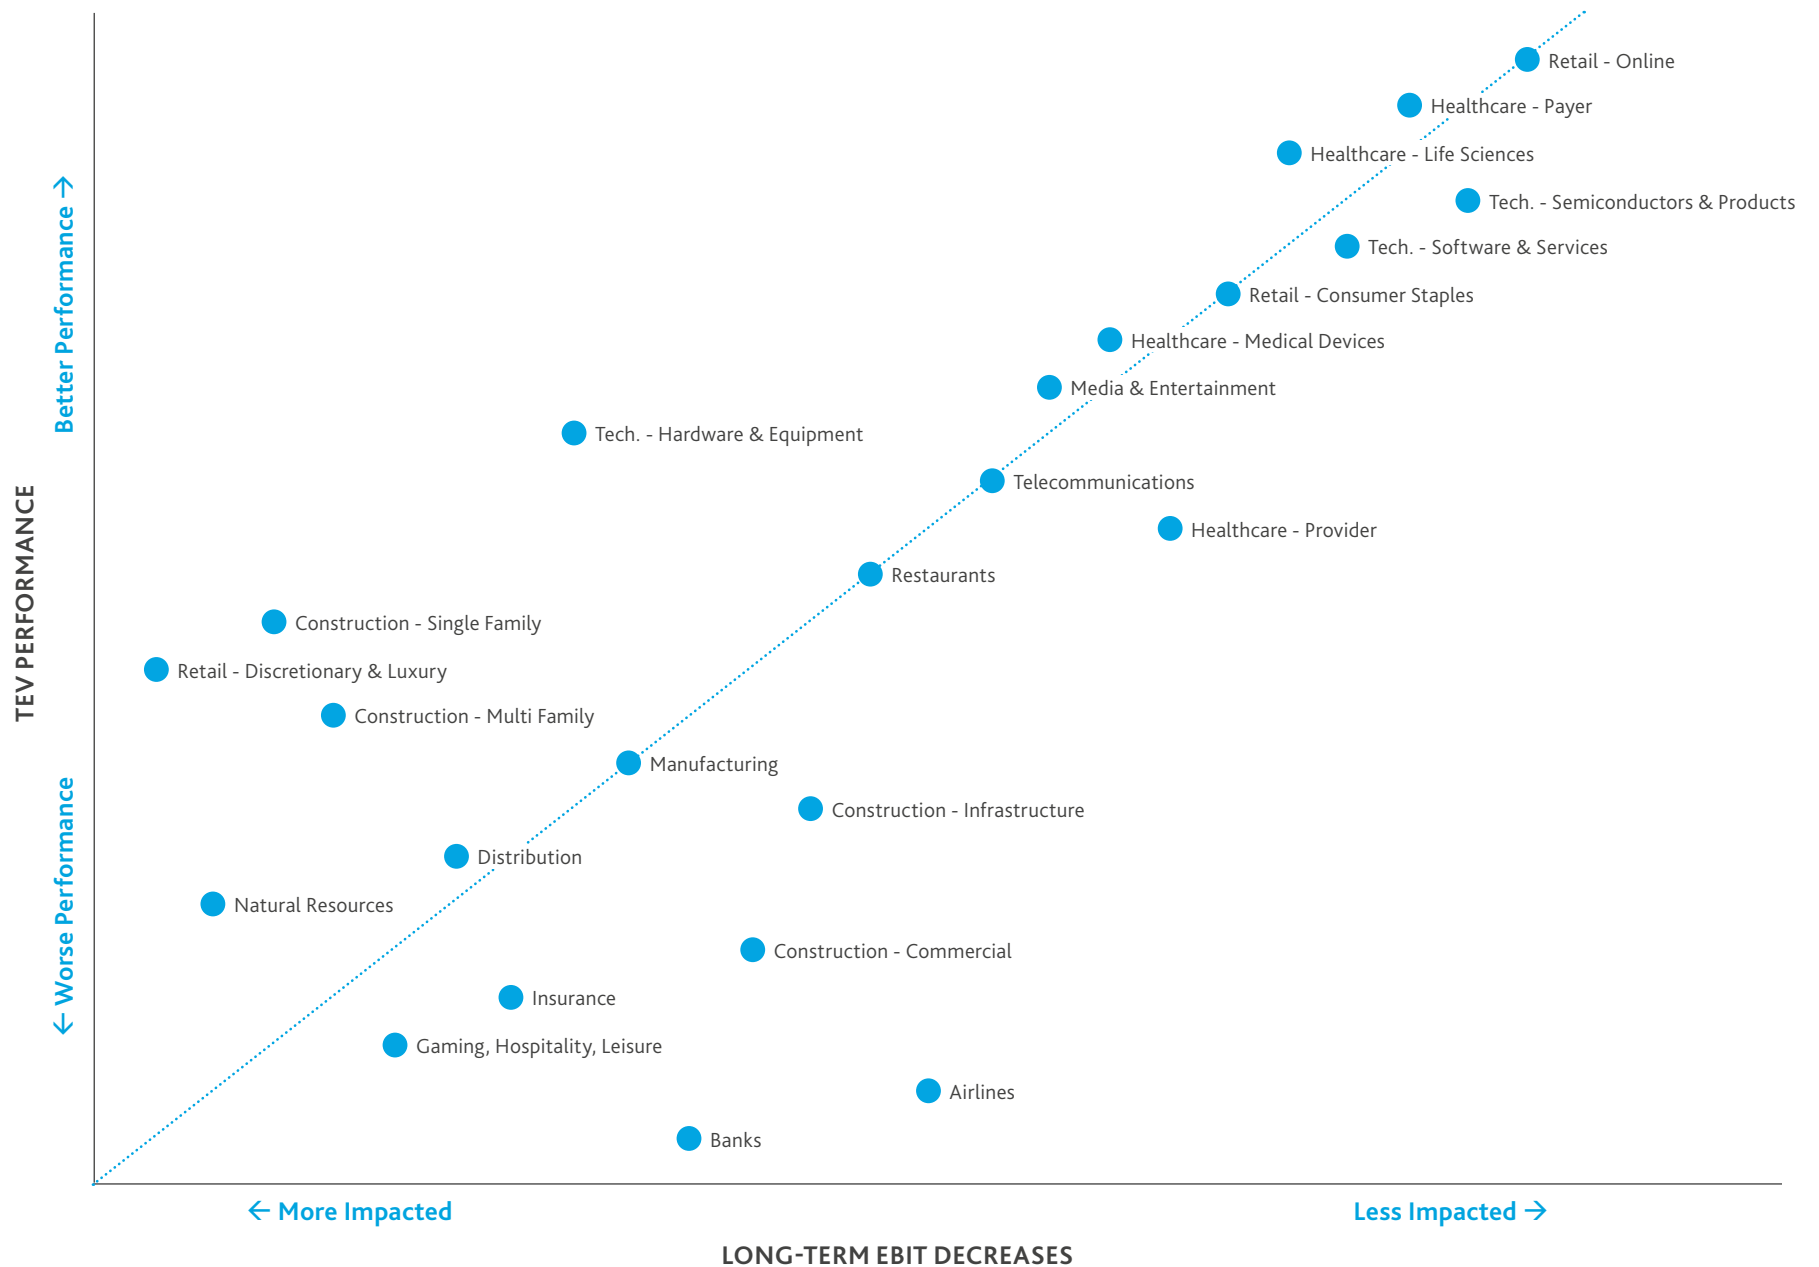 Retail - Online
Healthcare - Payer
Healthcare - Life Sciences
Tech. - Semiconductors & Products
Tech. - Software & Services
Retail - Consumer Staples
Healthcare - Medical Devices
Media & Entertainment
Tech. - Hardware & Equipment
Telecommunications
Healthcare - Provider
Restaurants
Construction - Single Family
Retail - Discretionary & Luxury
Construction - Multi Family
Manufacturing
Construction - Infrastructure
Distribution
Natural Resources
Construction - Commercial
Insurance
Gaming, Hospitality, Leisure
Airlines
Banks
TEV PERFORMANCE
Better Performance →
← Worse Performance
← More Impacted
Less Impacted →
LONG-TERM EBIT DECREASES